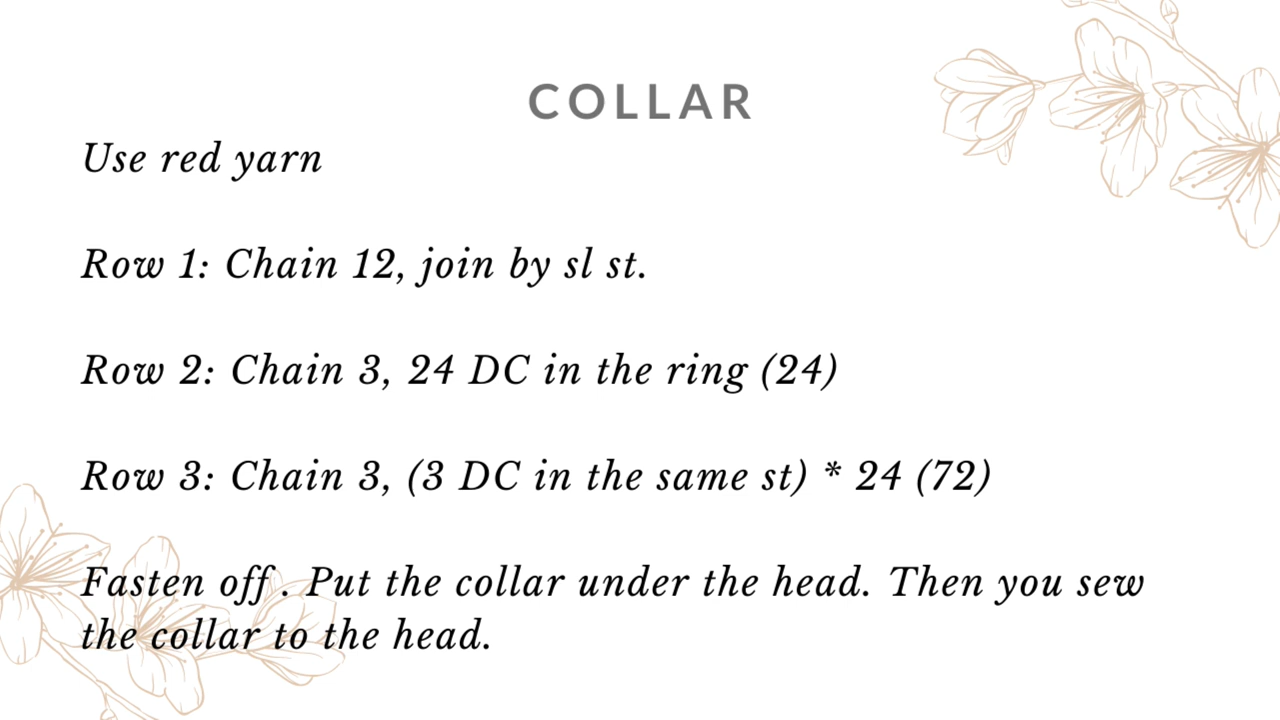 COLLAR
Use red yarn
Row 1: Chain 12, join by sl st.
Row 2: Chain 3, 24 DC in the ring (24)
Row 3: Chain 3, (3 DC in the same st) * 24 (72)
Fasten off . Put the collar under the head. Then you sew
the collar to the head.